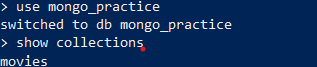 > use mongo_practice
switched to db mongo_practice
> show collections
movies